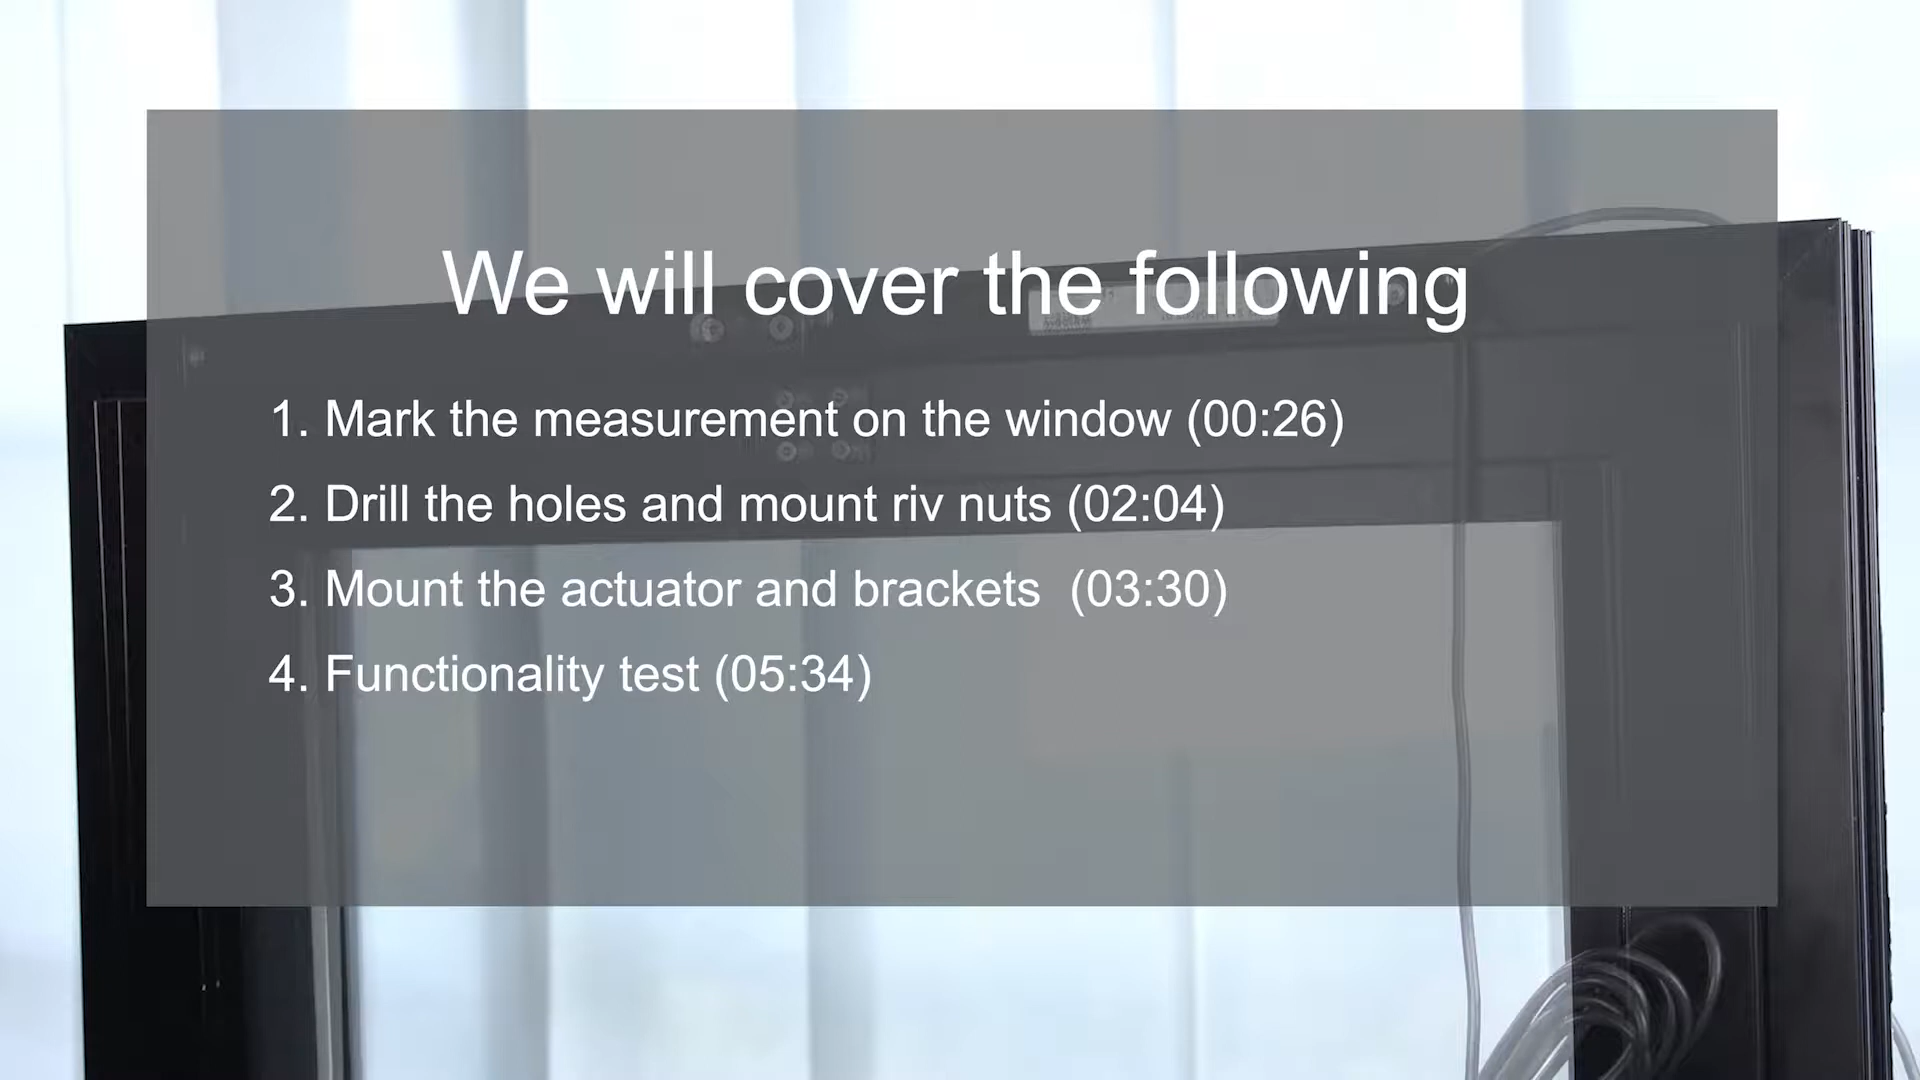 We will cover the following
1. Mark the measurement on the window (00:26)
2. Drill the holes and mount riv nuts (02:04)
3. Mount the actuator and brackets  (03:30)
4. Functionality test (05:34)